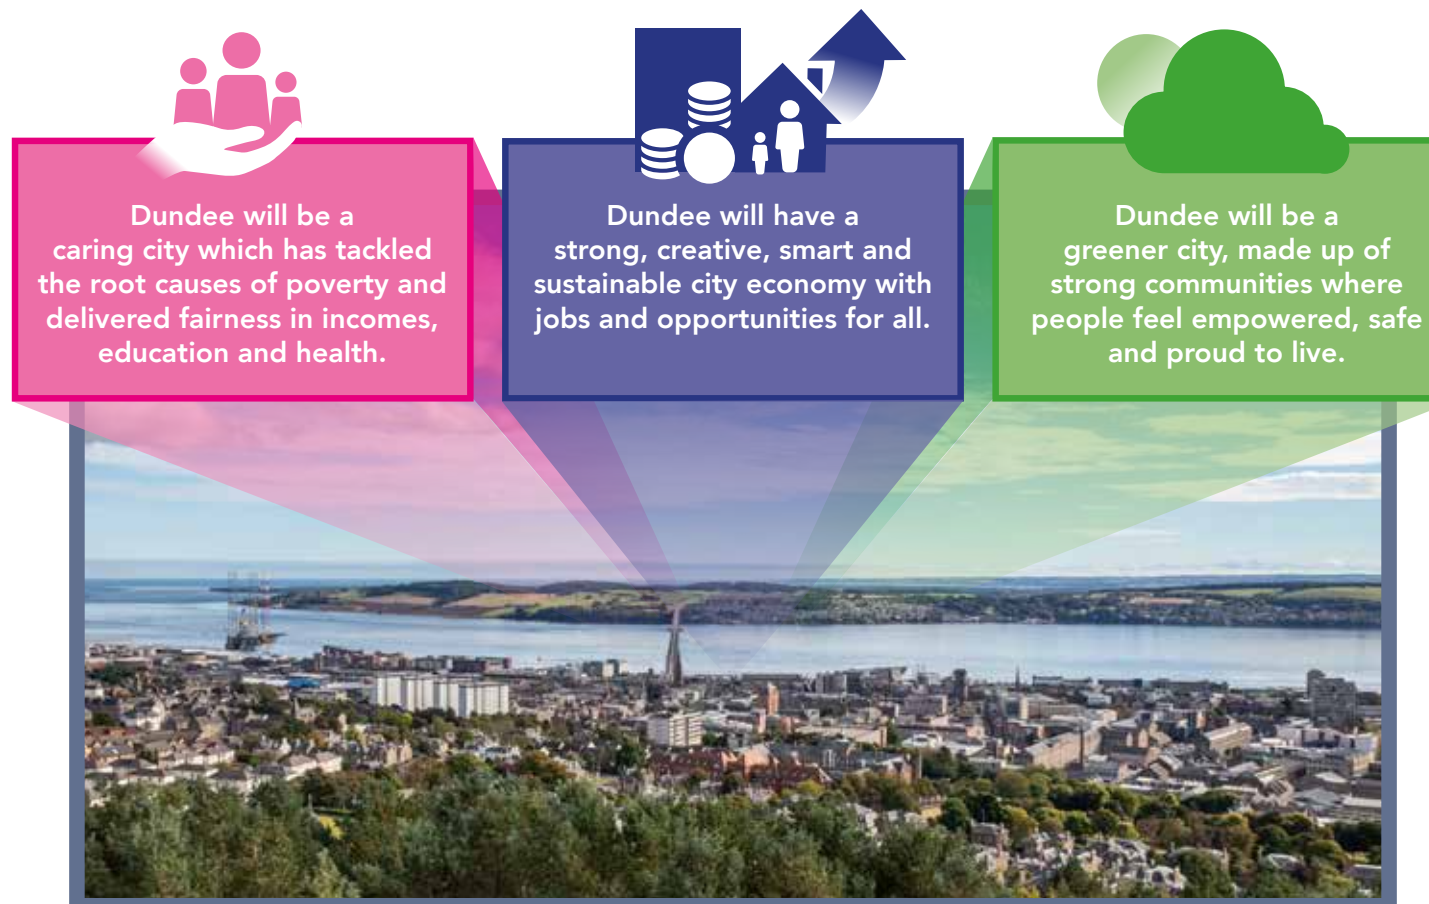 Dundee will be a
caring city which has tackled
the root causes of poverty and
delivered fairness in incomes,
education and health.
Dundee will have a
strong, creative, smart and
sustainable city economy with
jobs and opportunities for all.
Dundee will be a
greener city, made up of
strong communities where
people feel empowered, safe
and proud to live.